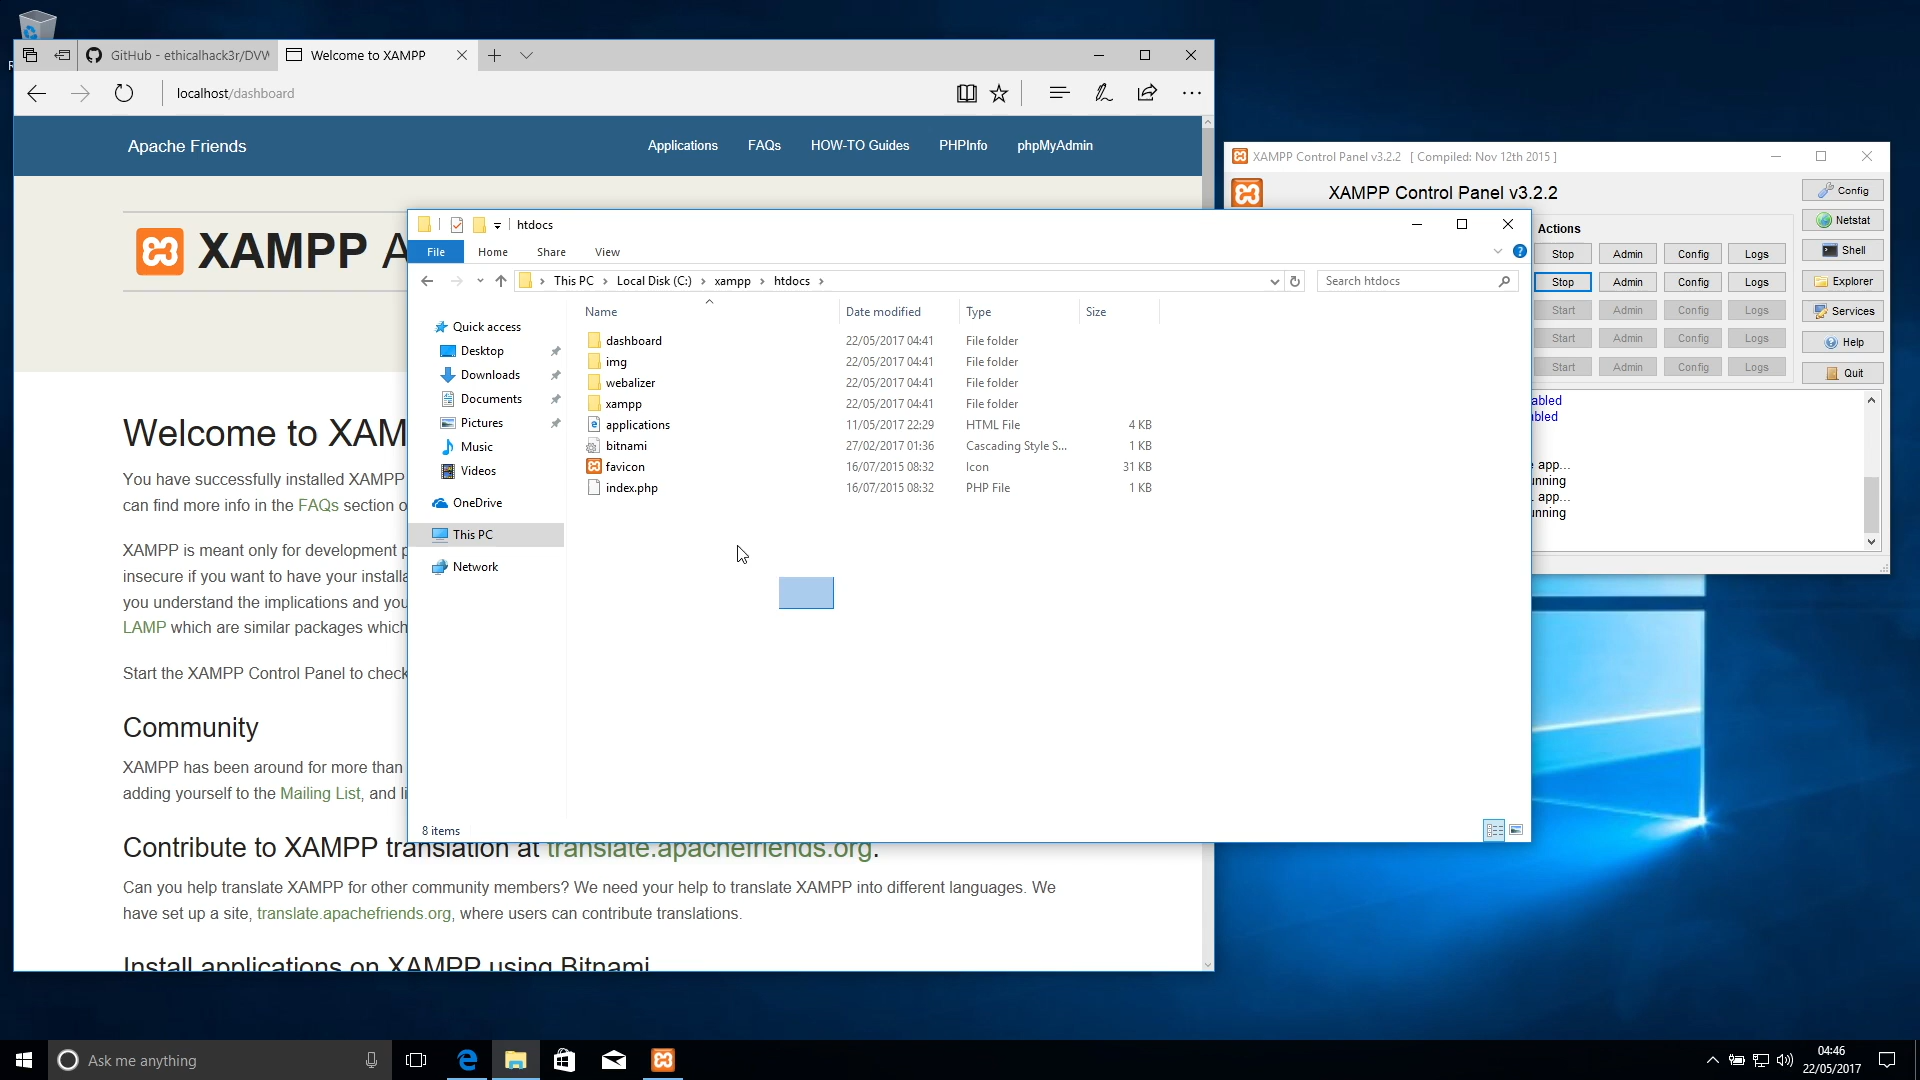 GitHub - ethicalhack3r/DVW
Welcome to XAMPP
localhost/dashboard
Apache Friends
Applications
FAQs
HOW-TO Guides
PHPInfo
phpMyAdmin
XAMPP A
Welcome to XAM
You have successfully installed XAMPP
can find more info in the FAQs section o
XAMPP is meant only for development p
insecure if you want to have your installa
you understand the implications and you
LAMP which are similar packages which
Start the XAMPP Control Panel to check
Community
XAMPP has been around for more than
adding yourself to the Mailing List, and li
Contribute to XAMPP translation at translate.apachefriends.org.
Can you help translate XAMPP for other community members? We need your help to translate XAMPP into different languages. We
have set up a site, translate.apachefriends.org, where users can contribute translations.
Install applications on XAMPP using Bitnami
htdocs
File
Home
Share
View
This PC
Local Disk (C:)
xampp
htdocs
Search htdocs
Quick access
Desktop
Downloads
Documents
Pictures
Music
Videos
OneDrive
This PC
Network
Name Date modified Type Size
dashboard 22/05/2017 04:41 File folder
img 22/05/2017 04:41 File folder
webalizer 22/05/2017 04:41 File folder
xampp 22/05/2017 04:41 File folder
applications 11/05/2017 22:29 HTML File 4 KB
bitnami 27/02/2017 01:36 Cascading Style S... 1 KB
favicon 16/07/2015 08:32 Icon 31 KB
index.php 16/07/2015 08:32 PHP File 1 KB
8 items
XAMPP Control Panel v3.2.2 [ Compiled: Nov 12th 2015 ]
XAMPP Control Panel v3.2.2
Actions
Stop Admin Config Logs
Stop Admin Config Logs
Start Admin Config Logs
Start Admin Config Logs
Start Admin Config Logs
Config
Netstat
Shell
Explorer
Services
Help
Quit
abled
abled
app...
unning
app...
unning
Ask me anything
04:46
22/05/2017